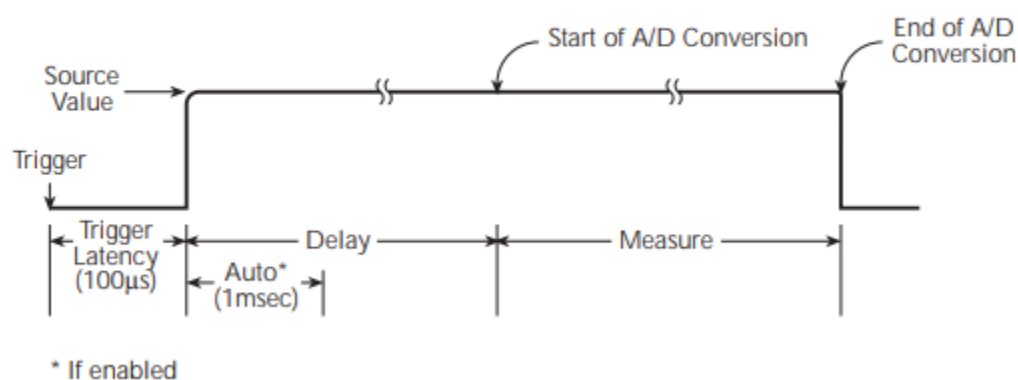 Start of A/D Conversion
End of A/D
Conversion
Source
Value
Trigger
Trigger
Latency
(100µs)
Delay
Measure
Auto*
(1msec)
* If enabled